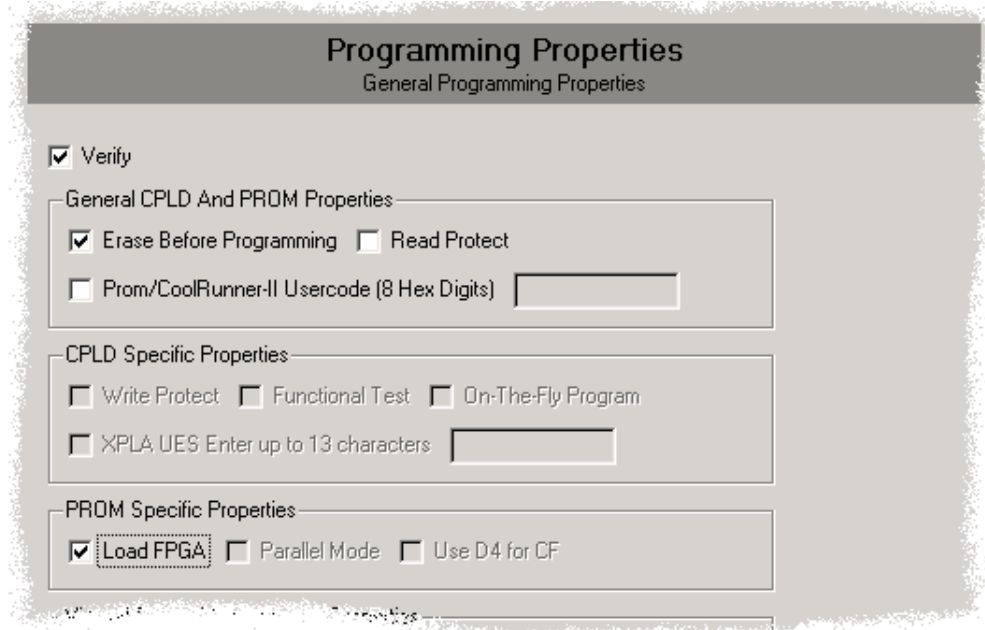 Programming Properties
General Programming Properties
Verify
General CPLD And PROM Properties
Erase Before Programming Read Protect
Prom/CoolRunner-II Usercode (8 Hex Digits)
CPLD Specific Properties
Write Protect Functional Test On-The-Fly Program
XPLA UES Enter up to 13 characters
PROM Specific Properties
Load FPGA Parallel Mode Use D4 for CF